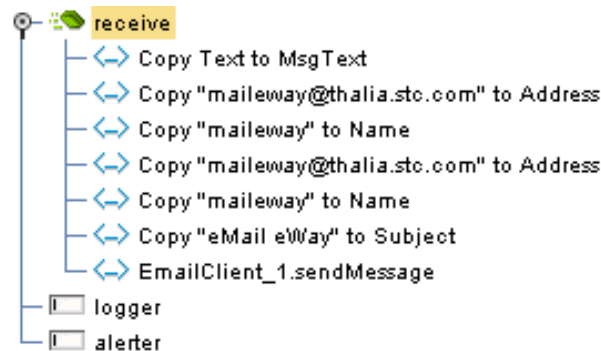 receive
Copy Text to MsgText
Copy "maileway@thalia.stc.com" to Address
Copy "maileway" to Name
Copy "maileway@thalia.stc.com" to Address
Copy "maileway" to Name
Copy "eMail eWay" to Subject
EmailClient_1.sendMessage
logger
alerter